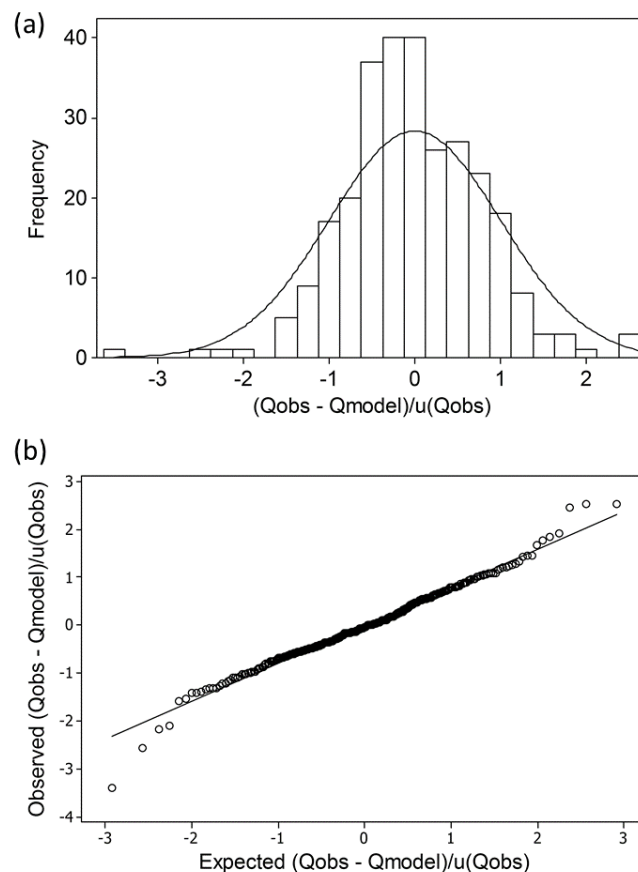 (a)
40
30
20
10
0
Frequency
-3 -2 -1 0 1 2
(Qobs - Qmodel)/u(Qobs)
(b)
3
2
1
0
-1
-2
-3
-4
Observed (Qobs - Qmodel)/u(Qobs)
-3 -2 -1 0 1 2 3
Expected (Qobs - Qmodel)/u(Qobs)